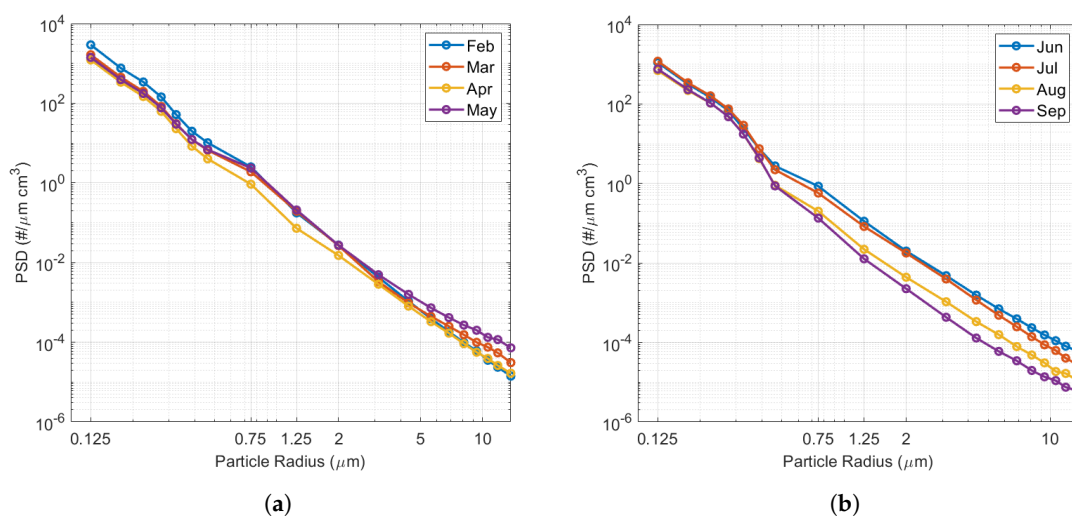 10^4
10^2
10^0
10^-2
10^-4
10^-6
PSD (#/μm cm^3)
0.125
0.75
1.25
2
5
10
Particle Radius (μm)
Feb
Mar
Apr
May
(a)
10^4
10^2
10^0
10^-2
10^-4
10^-6
PSD (#/μm cm^3)
0.125
0.75
1.25
2
10
Particle Radius (μm)
Jun
Jul
Aug
Sep
(b)